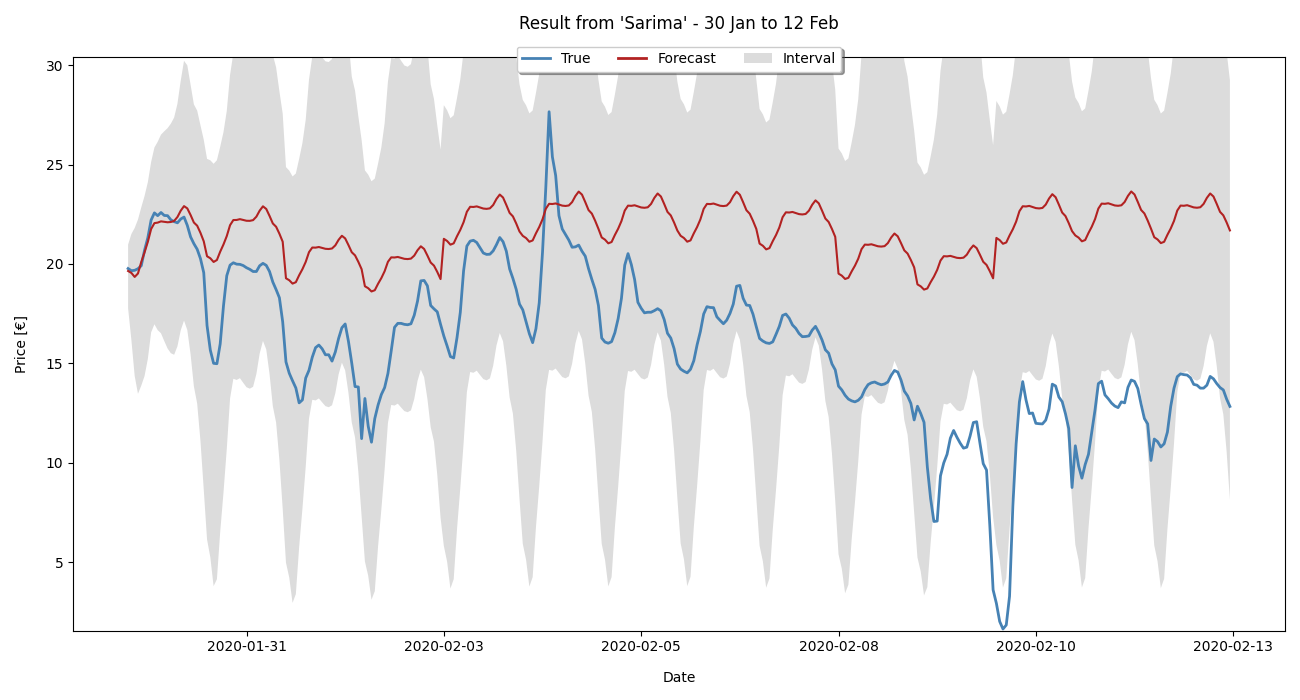 Result from 'Sarima' - 30 Jan to 12 Feb
True Forecast Interval
30
25
20
15
10
5
Price [€]
2020-01-31 2020-02-03 2020-02-05 2020-02-08 2020-02-10 2020-02-13
Date